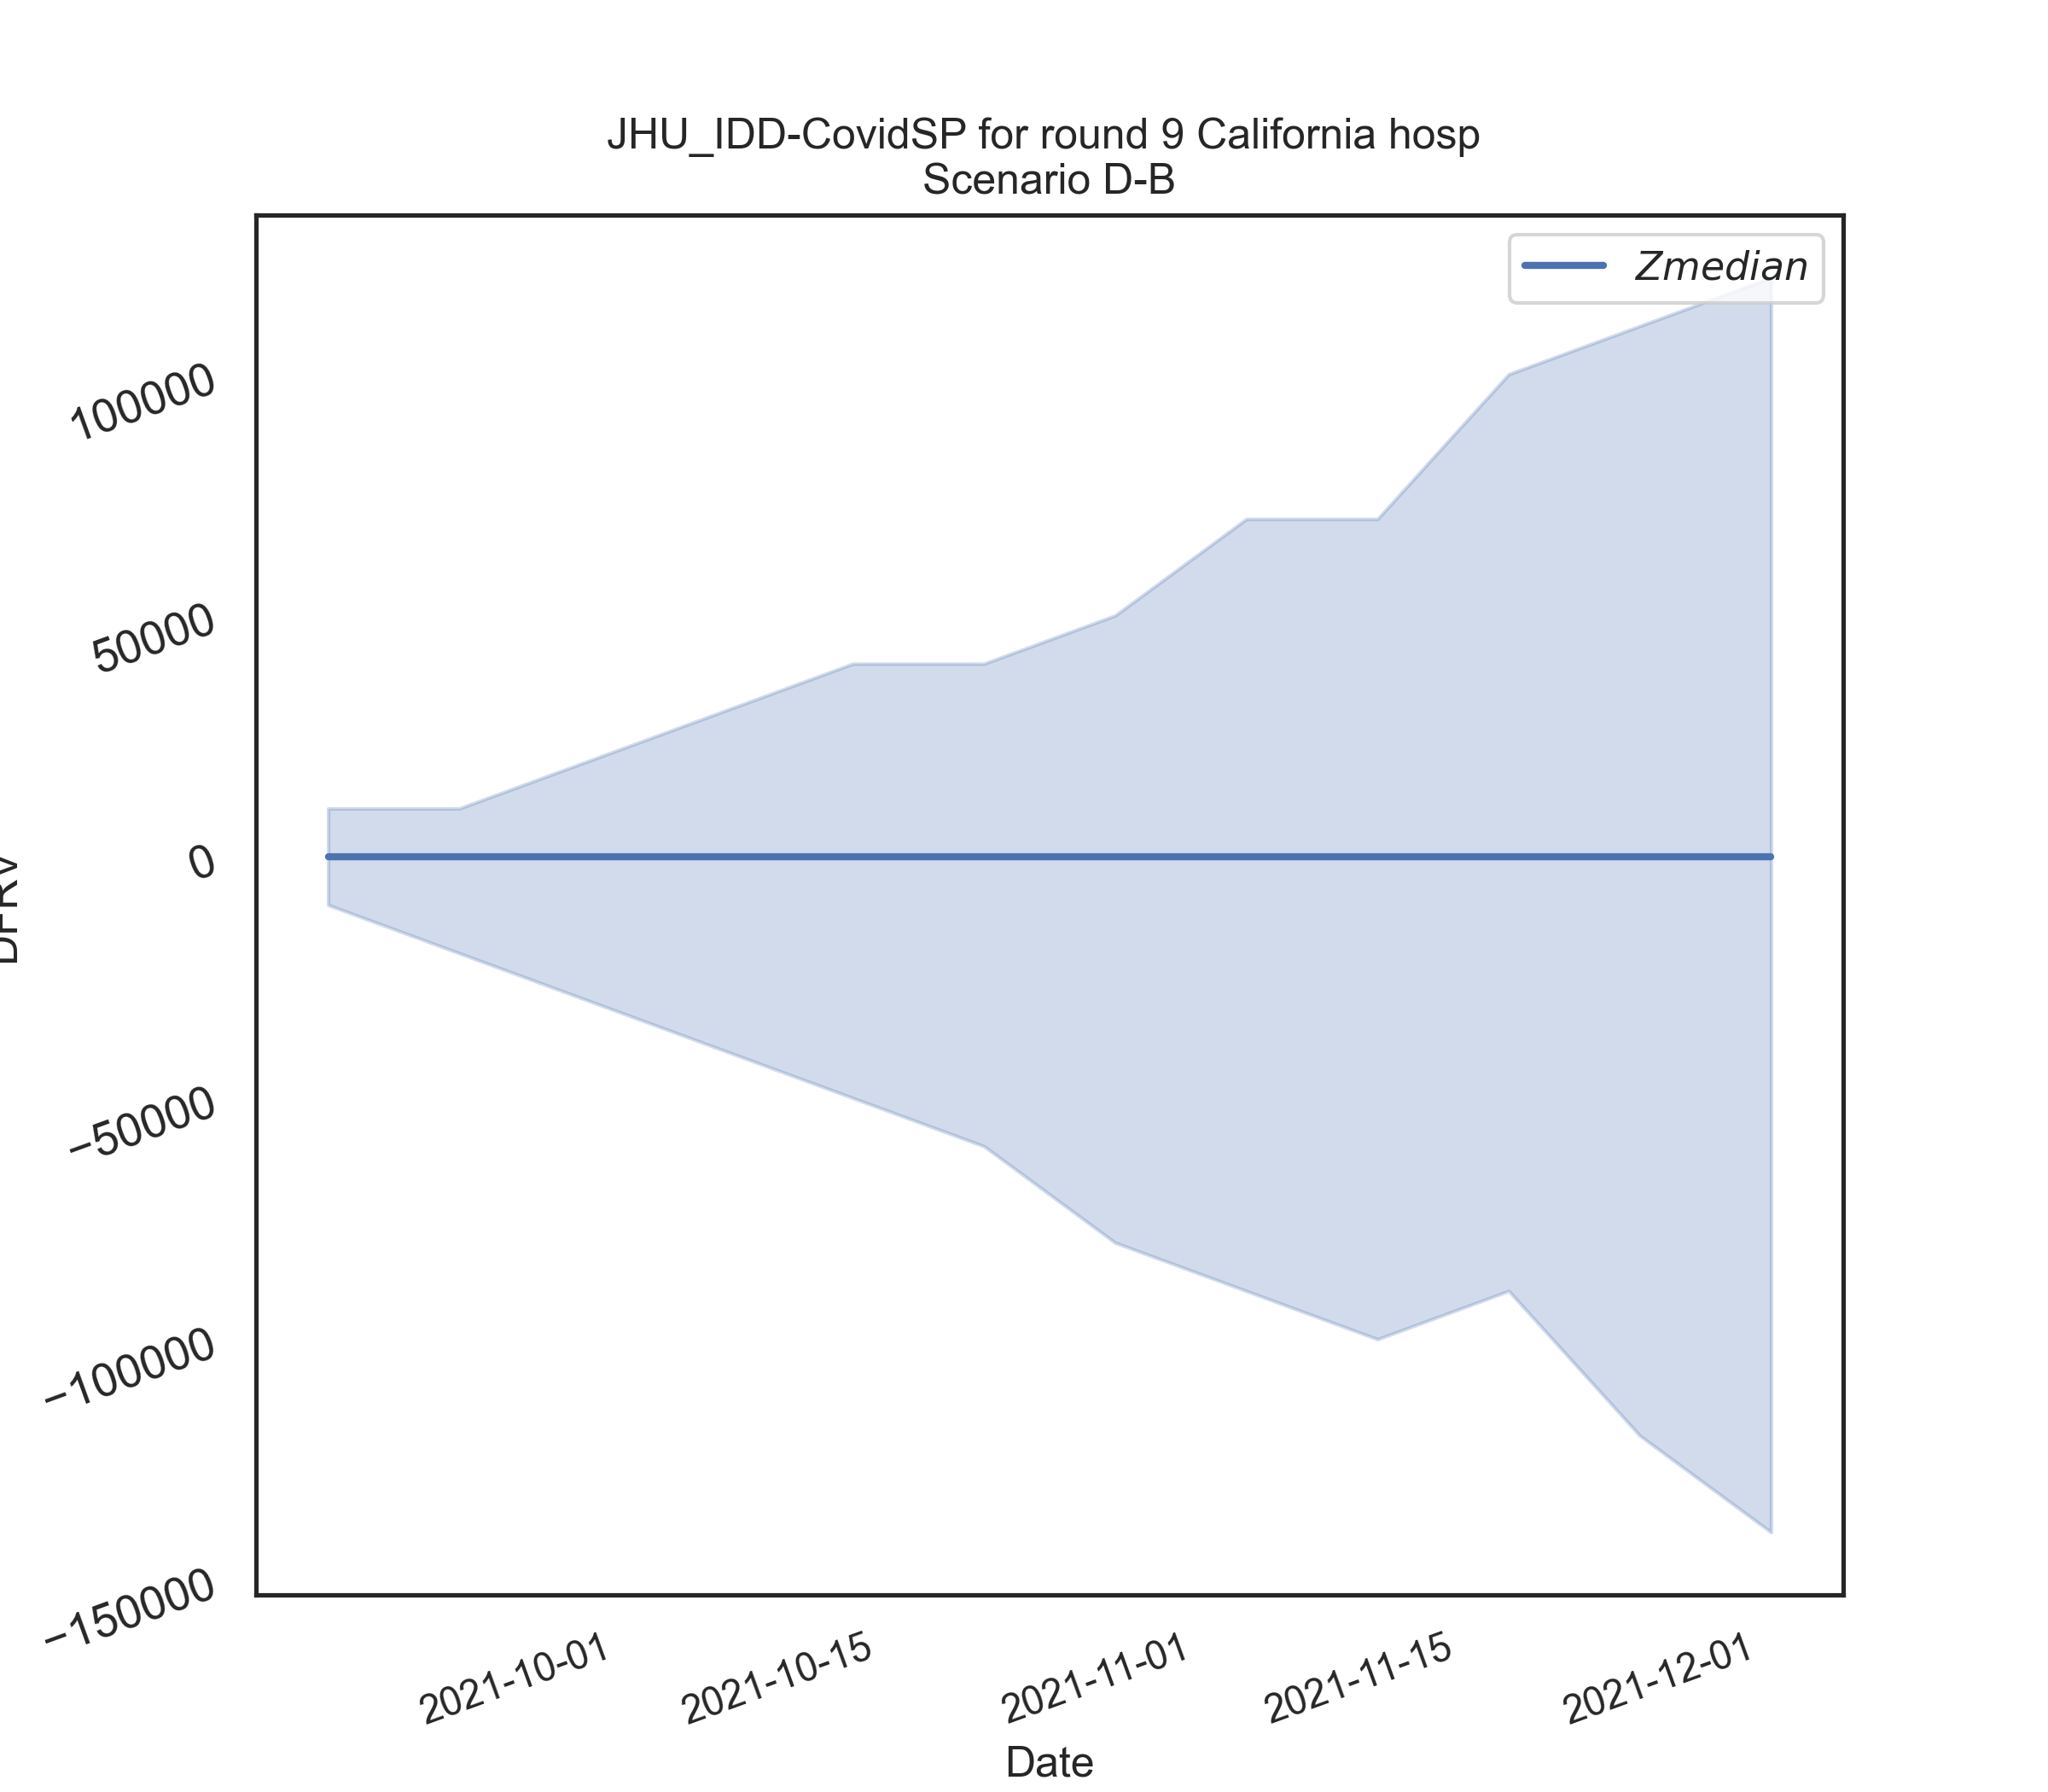 JHU_IDD-CovidSP for round 9 California hosp
Scenario D-B
Zmedian
100000
50000
0
−50000
−100000
−150000
2021-10-01
2021-10-15
2021-11-01
2021-11-15
2021-12-01
Date